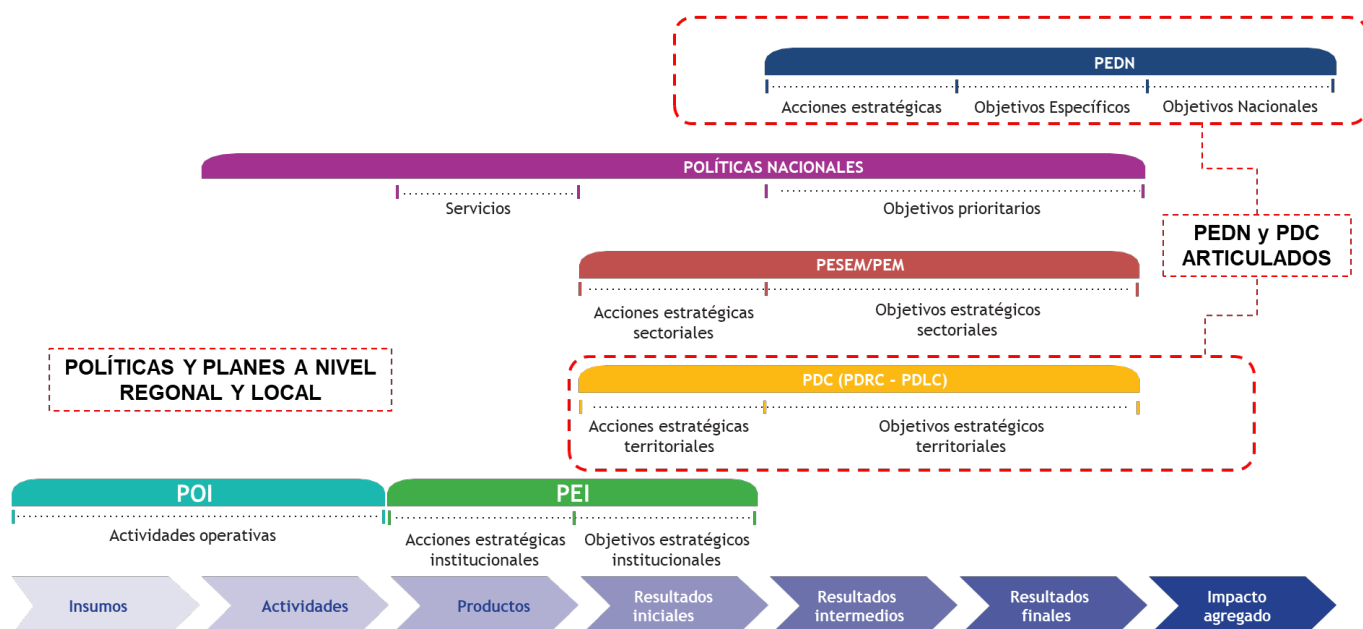 PEDN
Acciones estratégicas
Objetivos Específicos
Objetivos Nacionales
POLÍTICAS NACIONALES
Servicios
Objetivos prioritarios
PEDN y PDC
ARTICULADOS
PESEM/PEM
Acciones estratégicas
sectoriales
Objetivos estratégicos
sectoriales
POLÍTICAS Y PLANES A NIVEL
REGIONAL Y LOCAL
PDC (PDRC - PDLC)
Acciones estratégicas
territoriales
Objetivos estratégicos
territoriales
POI
Actividades operativas
PEI
Acciones estratégicas
institucionales
Objetivos estratégicos
institucionales
Insumos
Actividades
Productos
Resultados
iniciales
Resultados
intermedios
Resultados
finales
Impacto
agregado